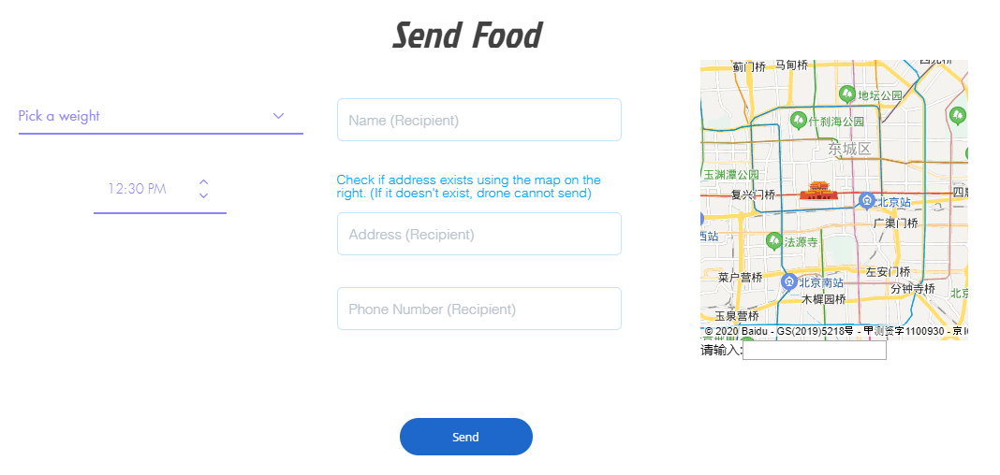 Send Food
Pick a weight
12:30 PM
Name (Recipient)
Check if address exists using the map on the
right. (If it doesn't exist, drone cannot send)
Address (Recipient)
Phone Number (Recipient)
Send
蓟门桥
马甸桥
地坛公园
什刹海公园
东城区
玉渊潭公园
复兴门桥
北京站
广渠门桥
西站
法源寺
菜户营桥
左安门桥
北京南站
分钟寺桥
木樨园桥
玉泉营桥
© 2020 Baidu - GS(2019)5218号 - 甲测资字1100930 - 京I
请输入: